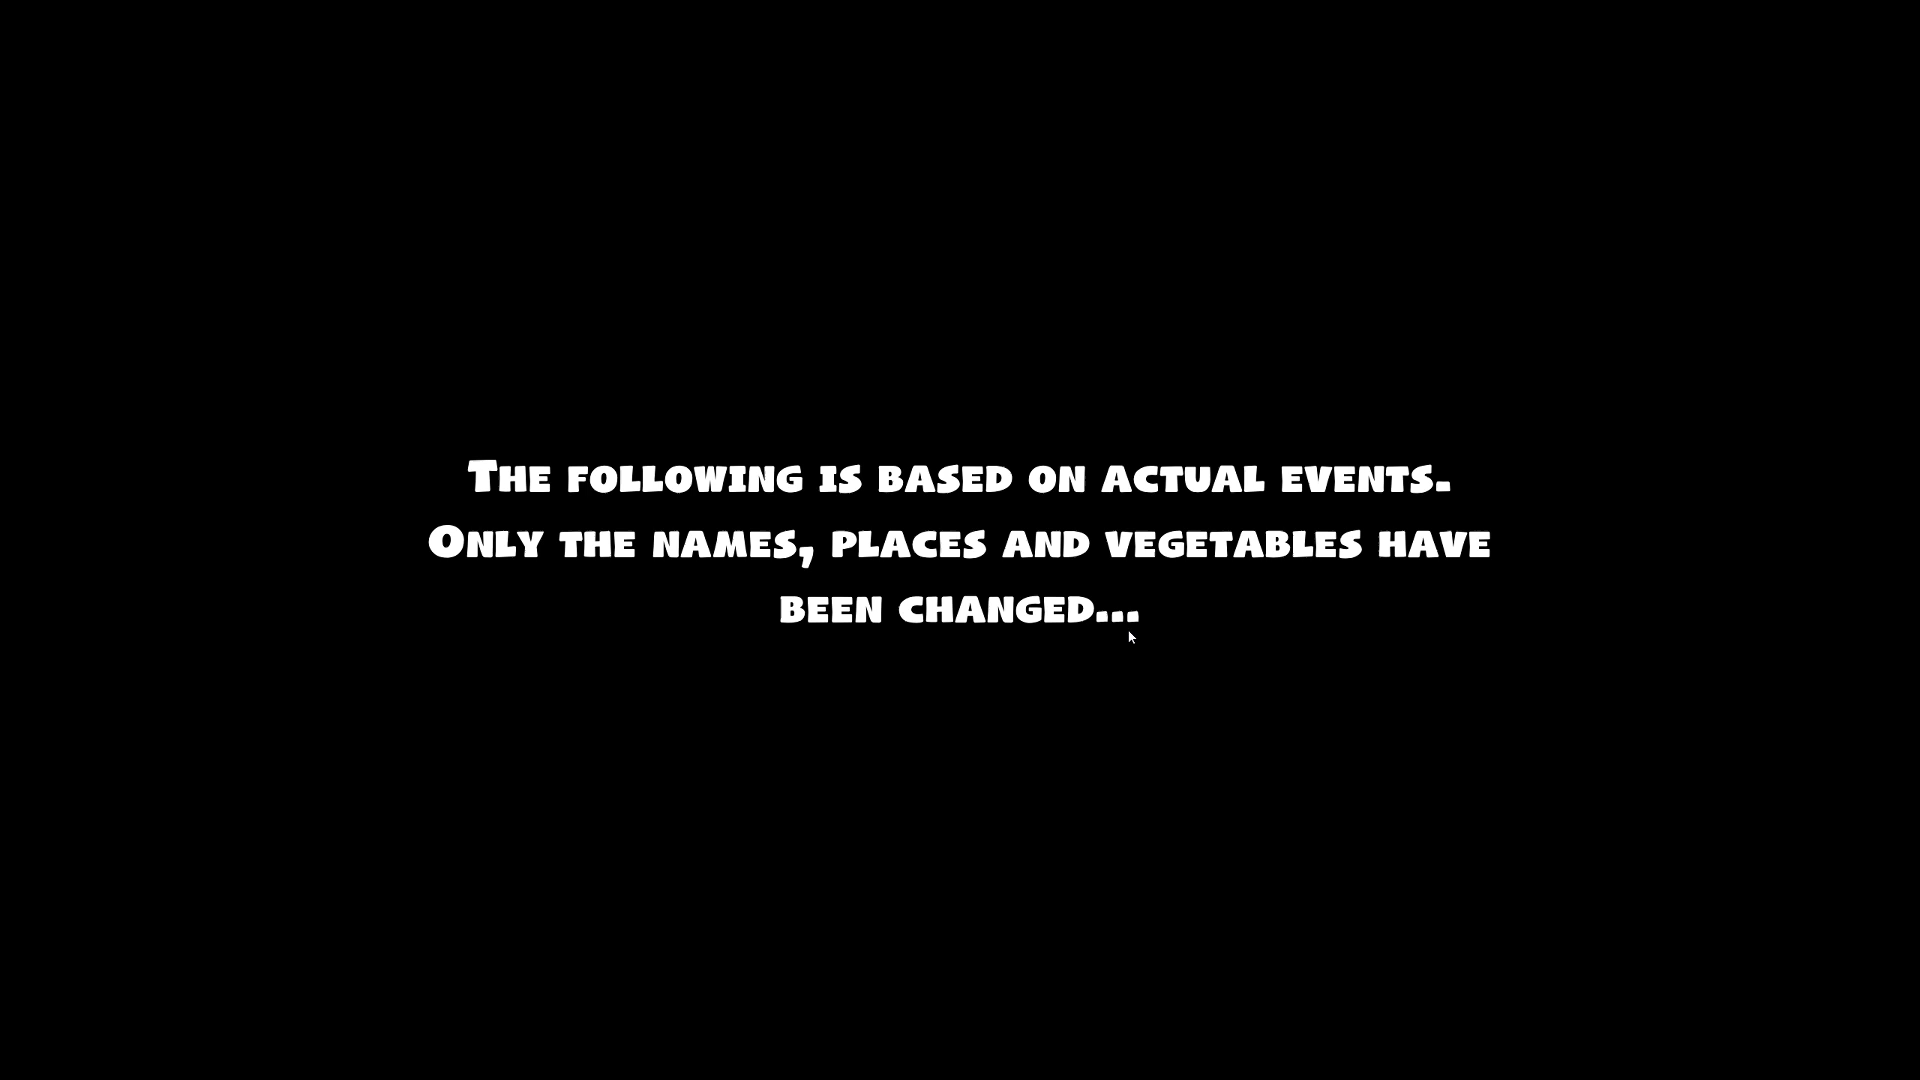 The following is based on actual events.
Only the names, places and vegetables have
been changed...